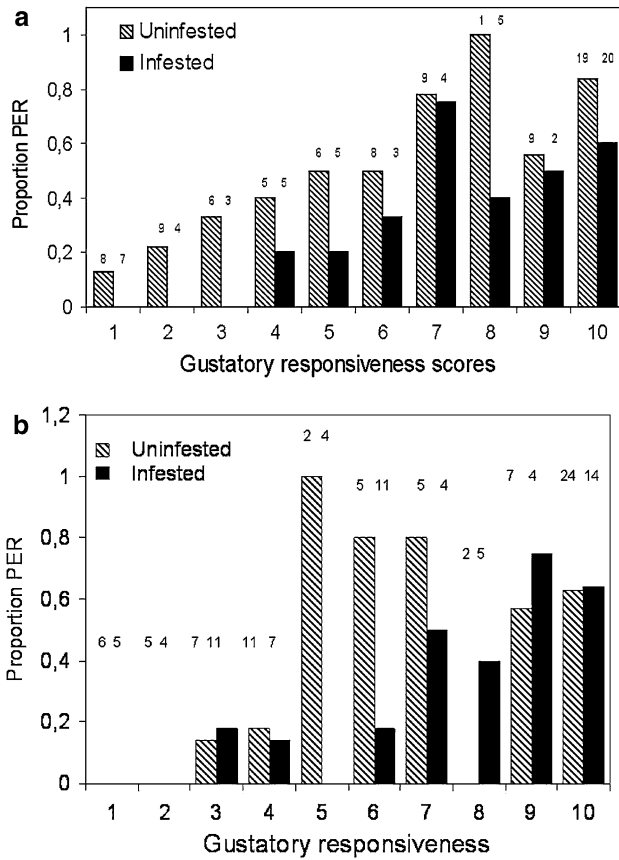 a
Uninfested
Infested
Proportion PER
1
0,8
0,6
0,4
0,2
0
8 7
9 4
6 3
5 5
6 5
8 3
9 4
1 5
9 2
19 20
1 2 3 4 5 6 7 8 9 10
Gustatory responsiveness scores
b
Uninfested
Infested
Proportion PER
1,2
1
0,8
0,6
0,4
0,2
0
6 5
5 4
7 11
11 7
2 4
5 11
5 4
2 5
7 4
24 14
1 2 3 4 5 6 7 8 9 10
Gustatory responsiveness